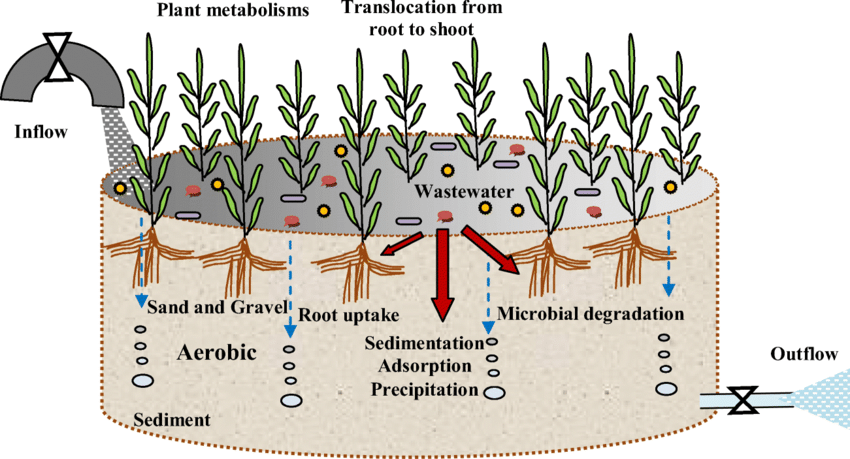 Plant metabolisms
Translocation from
root to shoot
Inflow
Wastewater
Sand and Gravel
Root uptake
Microbial degradation
Aerobic
Sedimentation
Adsorption
Precipitation
Outflow
Sediment